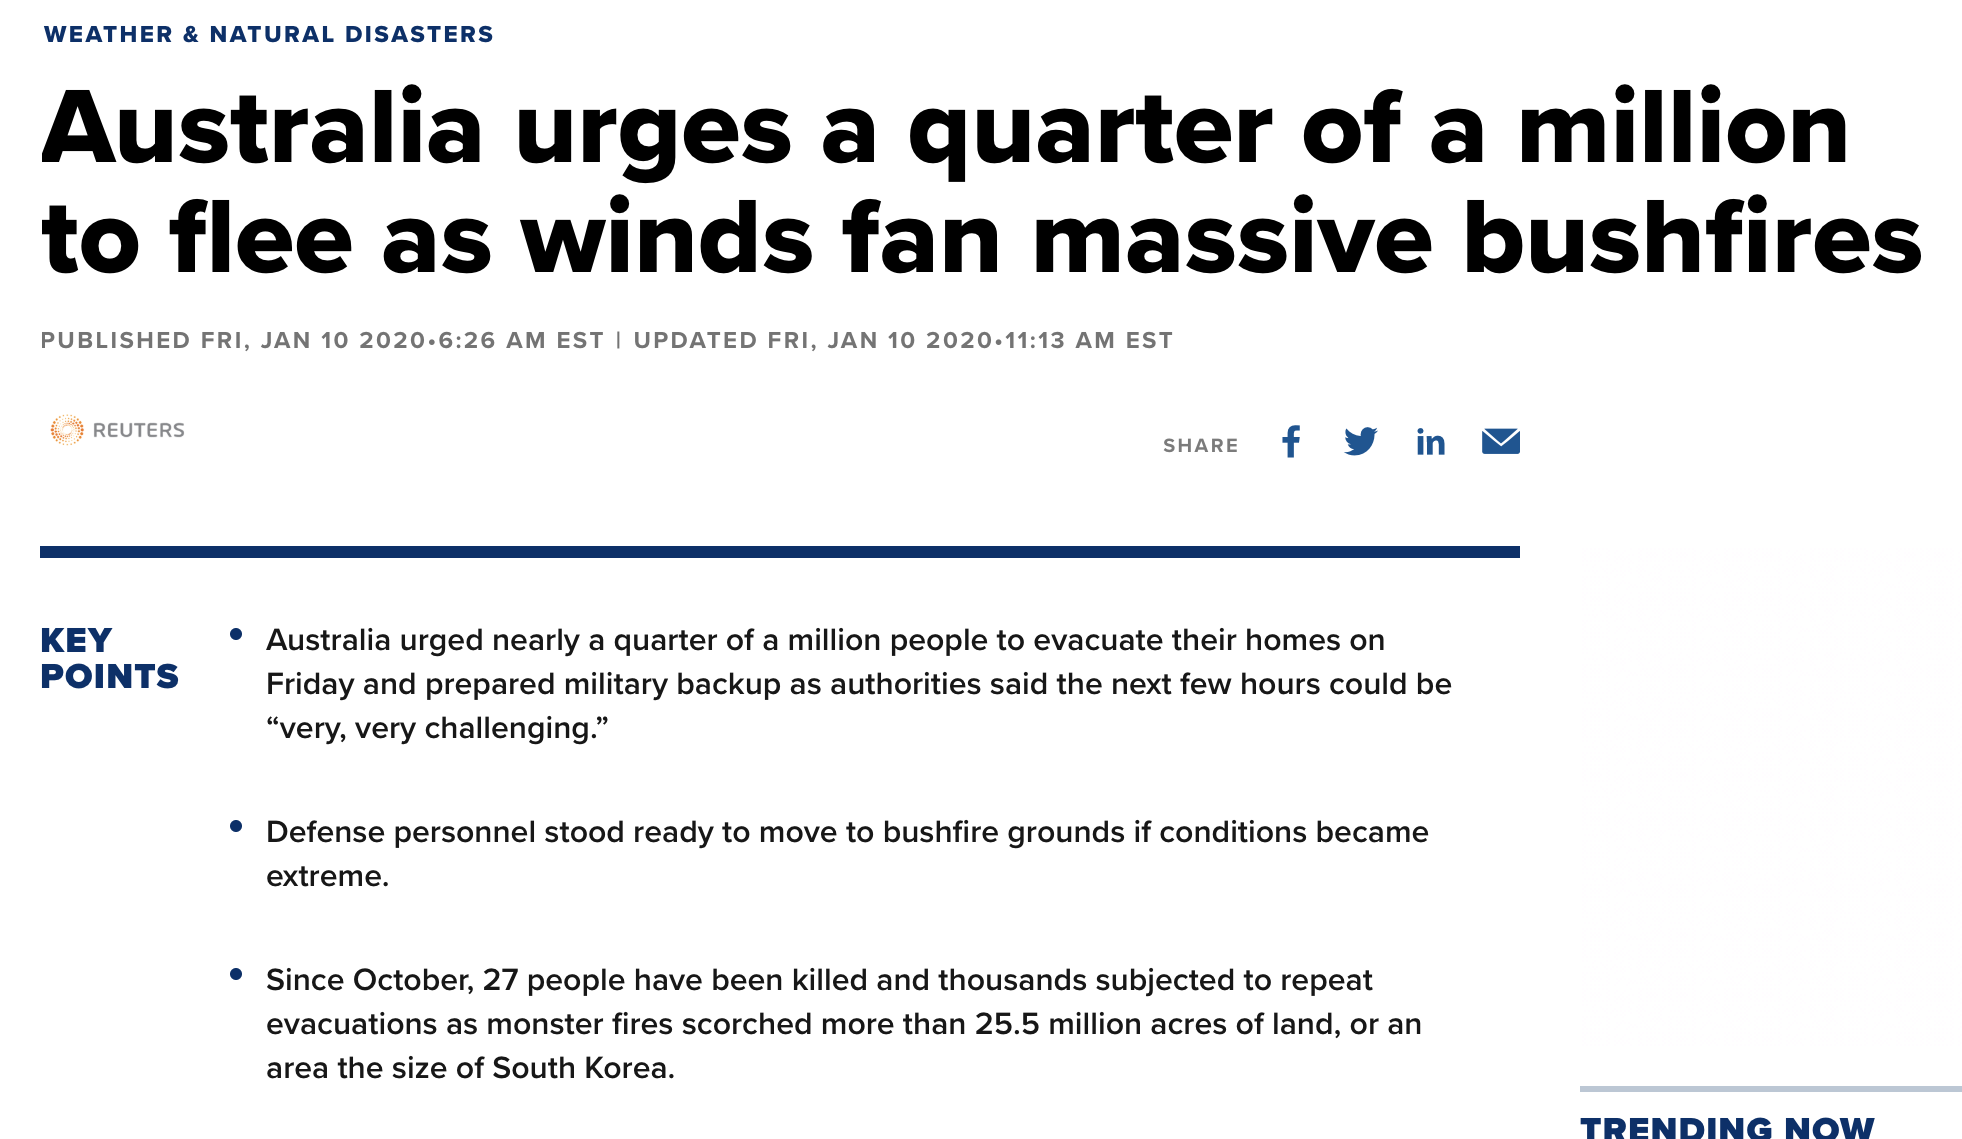 WEATHER & NATURAL DISASTERS
Australia urges a quarter of a million
to flee as winds fan massive bushfires
PUBLISHED FRI, JAN 10 2020•6:26 AM EST | UPDATED FRI, JAN 10 2020•11:13 AM EST
REUTERS
SHARE
KEY
POINTS
• Australia urged nearly a quarter of a million people to evacuate their homes on
Friday and prepared military backup as authorities said the next few hours could be
“very, very challenging.”
• Defense personnel stood ready to move to bushfire grounds if conditions became
extreme.
• Since October, 27 people have been killed and thousands subjected to repeat
evacuations as monster fires scorched more than 25.5 million acres of land, or an
area the size of South Korea.
TRENDING NOW